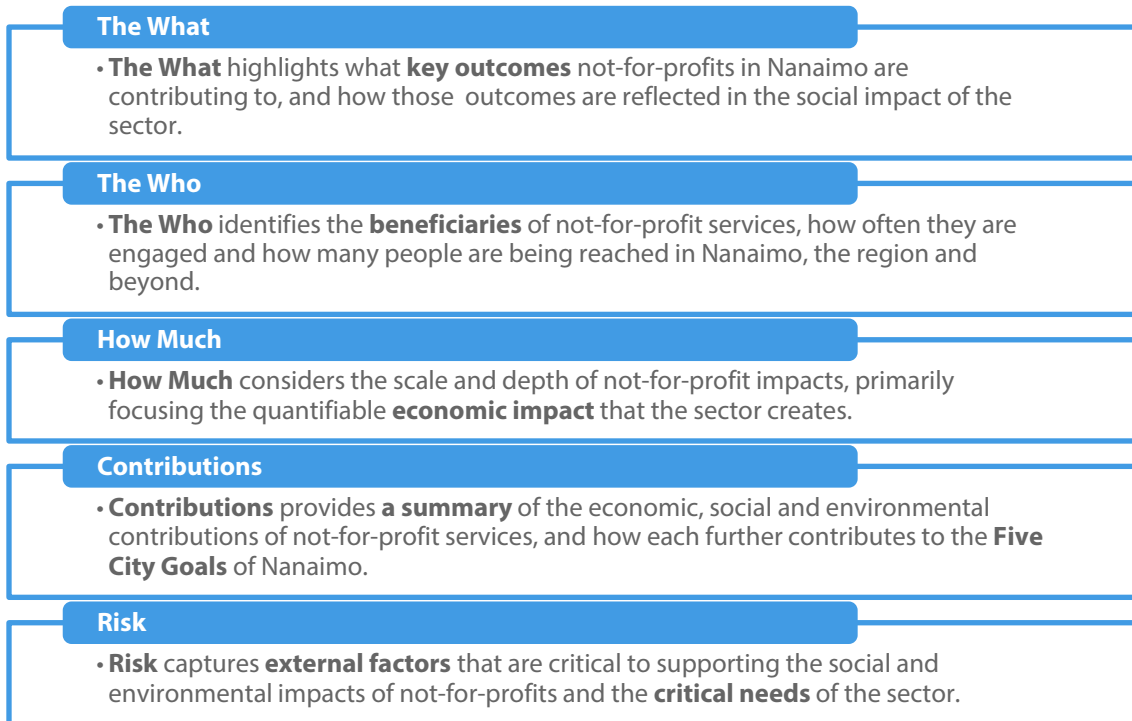 The What
• The What highlights what key outcomes not-for-profits in Nanaimo are
contributing to, and how those outcomes are reflected in the social impact of the
sector.
The Who
• The Who identifies the beneficiaries of not-for-profit services, how often they are
engaged and how many people are being reached in Nanaimo, the region and
beyond.
How Much
• How Much considers the scale and depth of not-for-profit impacts, primarily
focusing the quantifiable economic impact that the sector creates.
Contributions
• Contributions provides a summary of the economic, social and environmental
contributions of not-for-profit services, and how each further contributes to the Five
City Goals of Nanaimo.
Risk
• Risk captures external factors that are critical to supporting the social and
environmental impacts of not-for-profits and the critical needs of the sector.